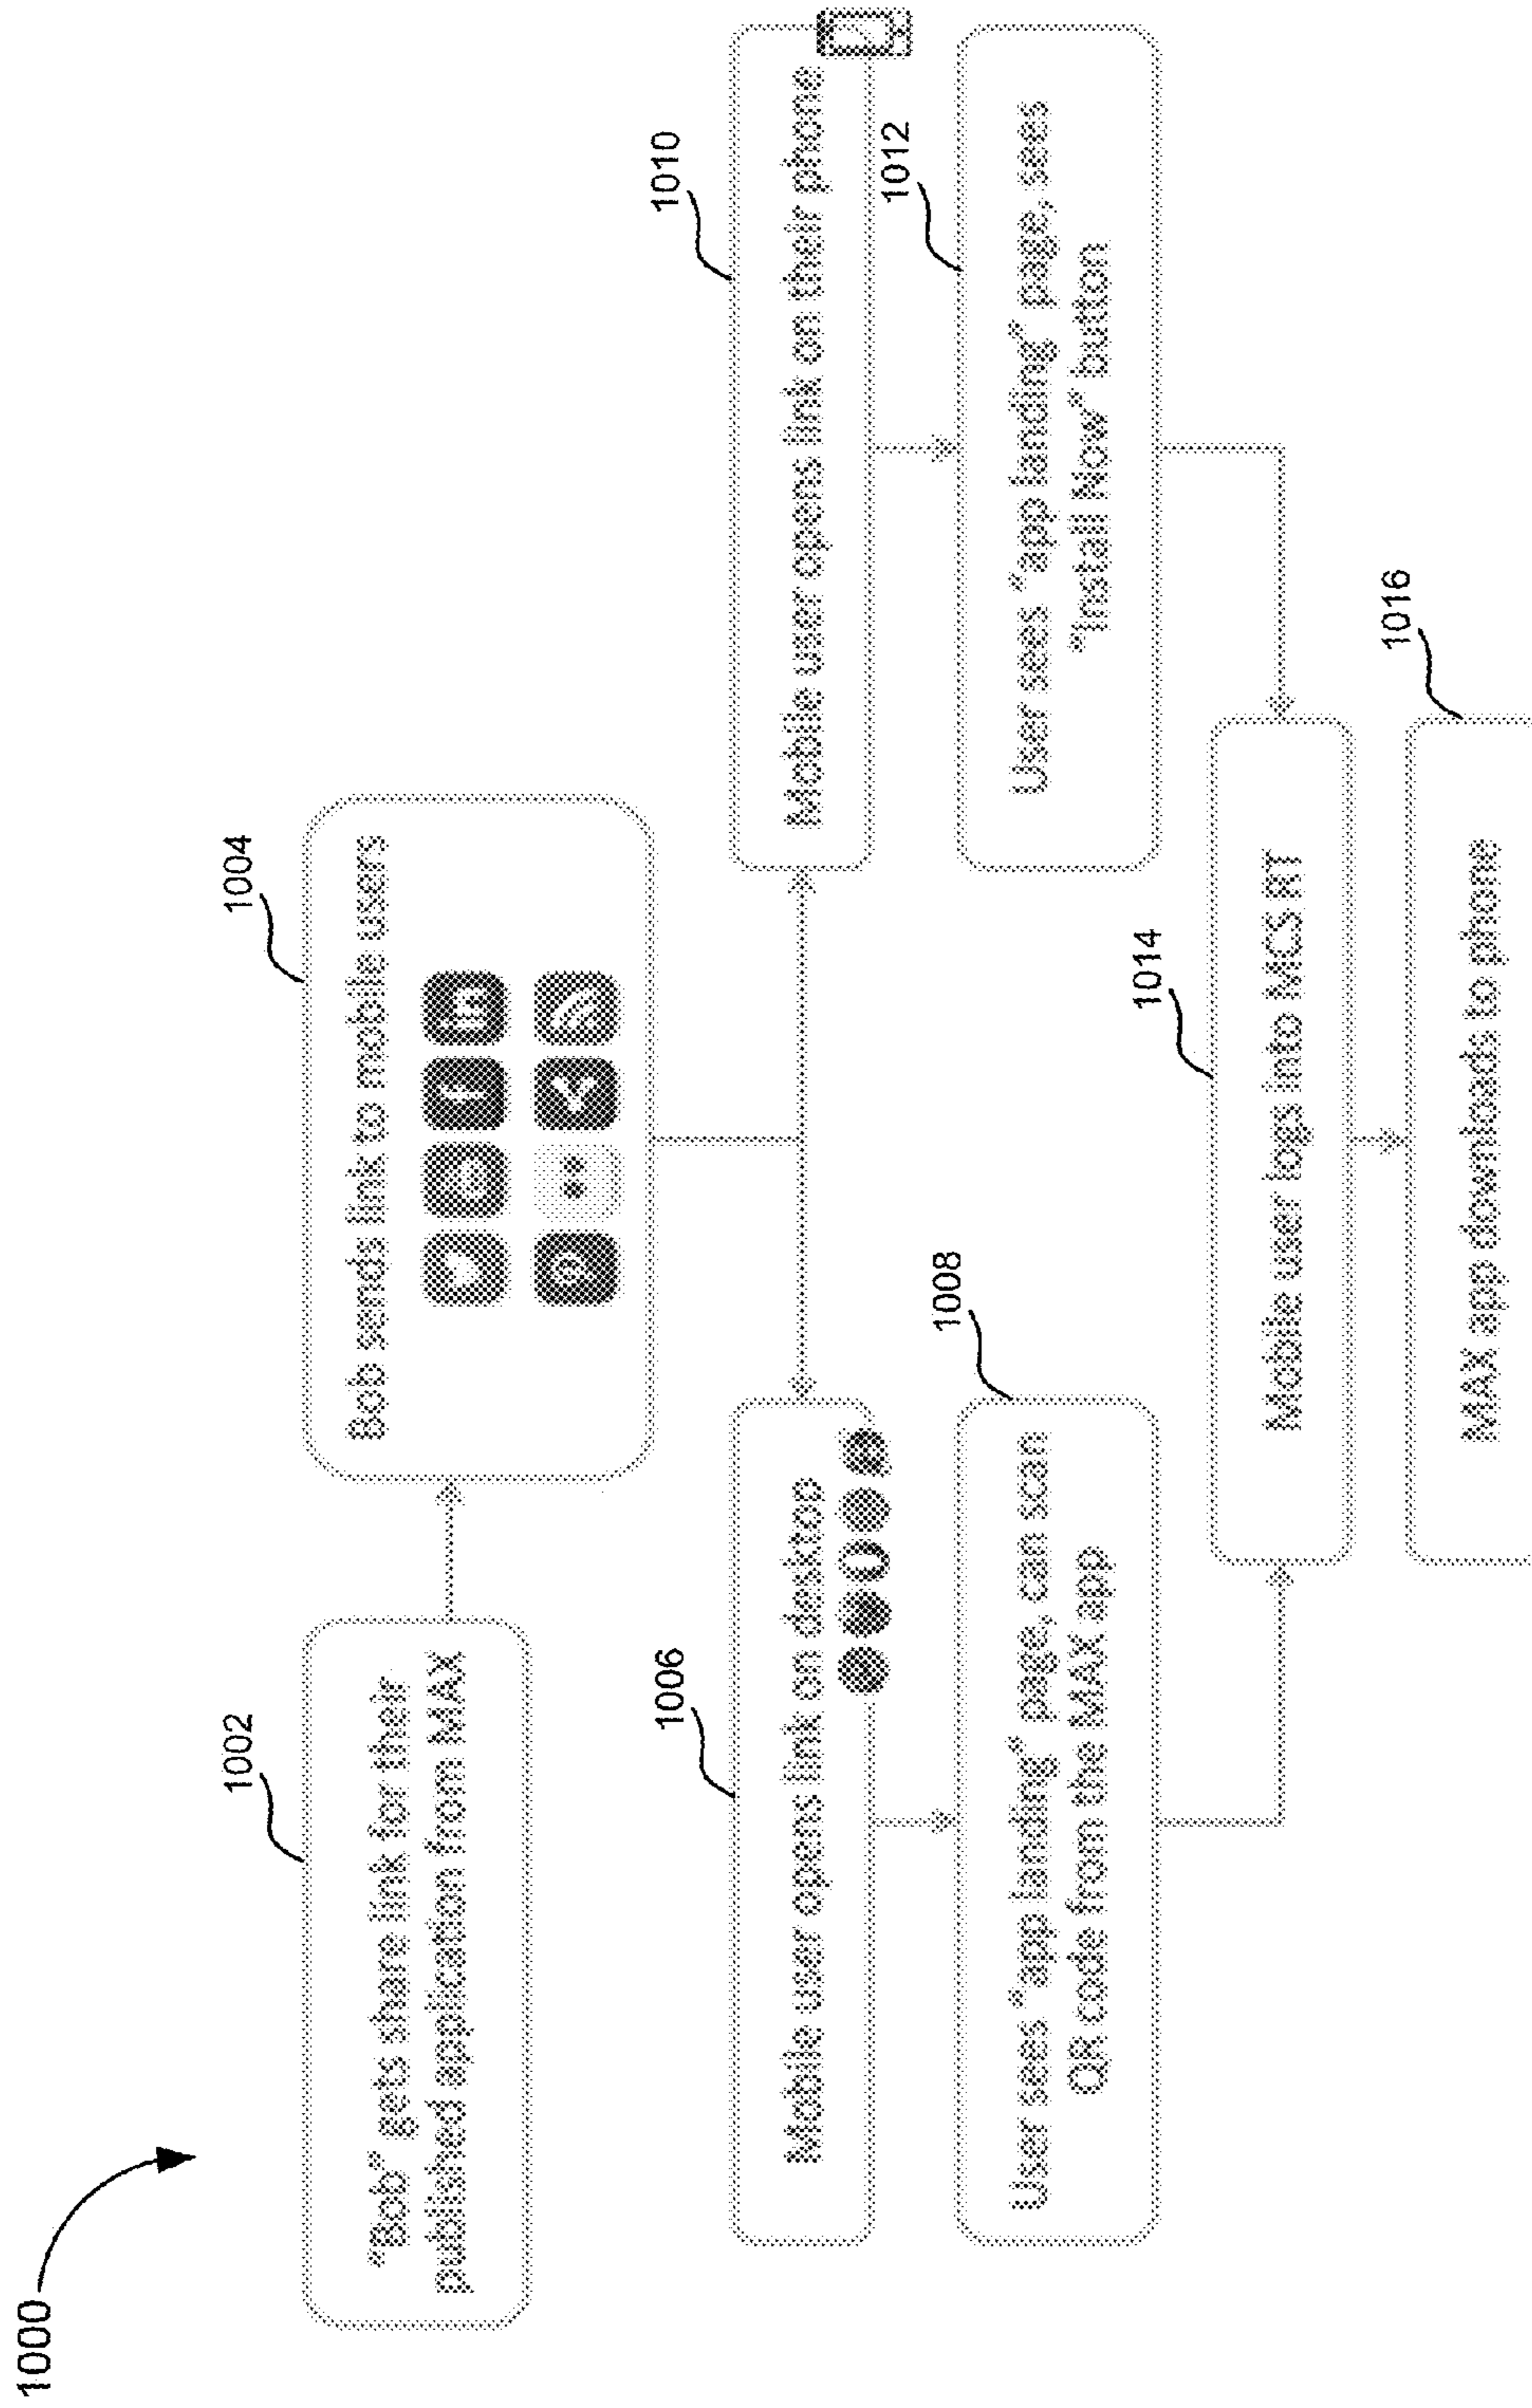 1000
1002
"Bob" gets share link for their
published application from MAX
1004
Bob sends link to mobile users
1006
Mobile user opens link on desktop
1008
User sees "app landing" page, can scan
QR code from the MAX app
1010
Mobile user opens link on their phone
1012
User sees "app landing" page, sees
"Install Now" button
1014
Mobile user logs into MCS RT
1016
MAX app downloads to phone